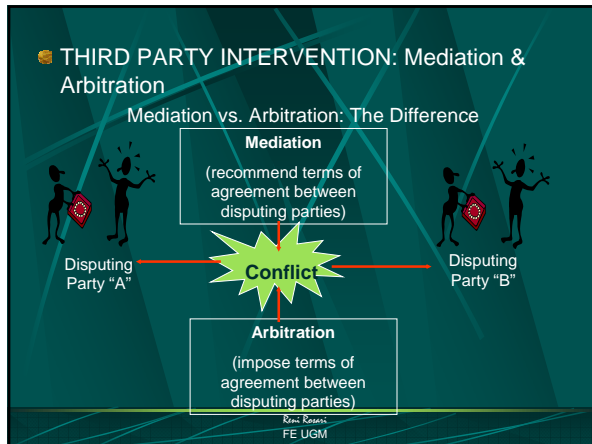 THIRD PARTY INTERVENTION: Mediation &
Arbitration
Mediation vs. Arbitration: The Difference
Mediation
(recommend terms of
agreement between
disputing parties)
Disputing
Party "A"
Conflict
Disputing
Party "B"
Arbitration
(impose terms of
agreement between
disputing parties)
Reni Rosari
FE UGM